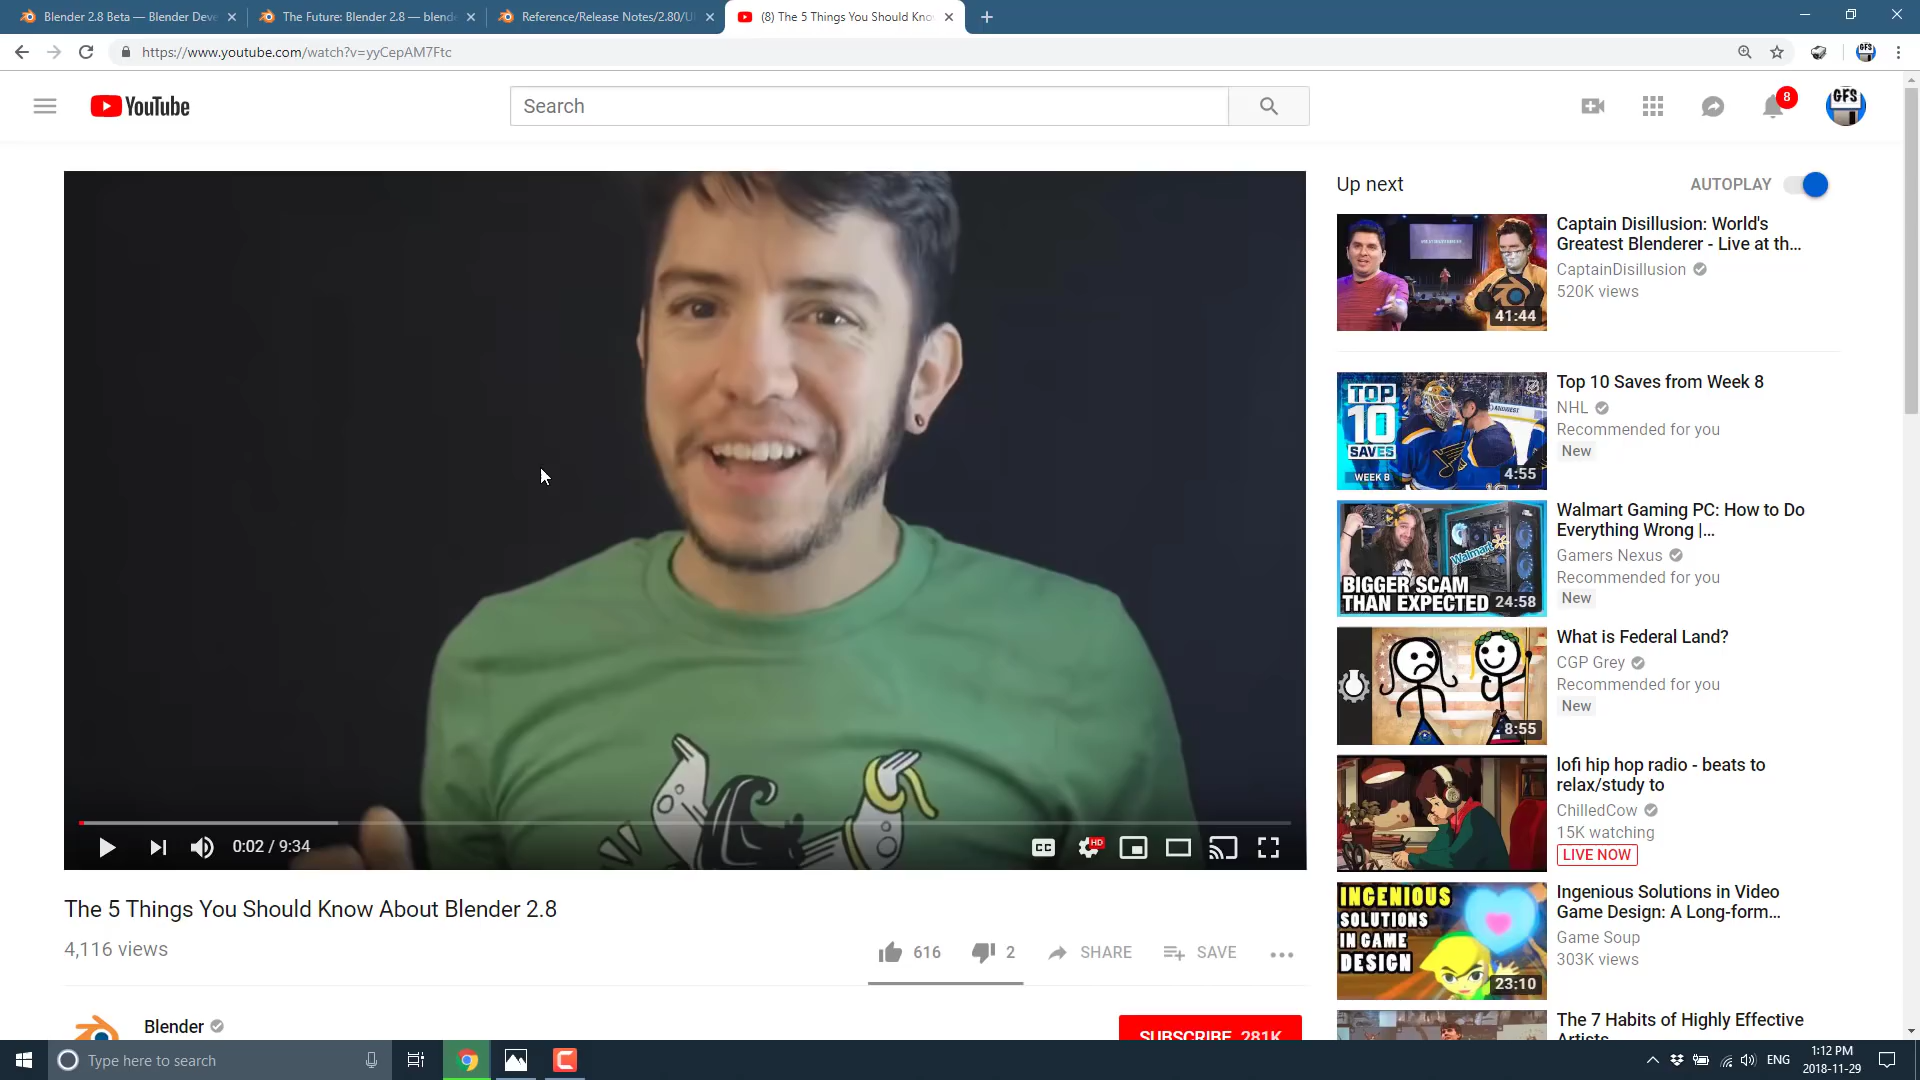 Blender 2.8 Beta — Blender Deve
The Future: Blender 2.8 — blende
Reference/Release Notes/2.80/UI
(8) The 5 Things You Should Kno
https://www.youtube.com/watch?v=yyCepAM7Ftc
GFS
YouTube
Search
8
GFS
Up next
AUTOPLAY
Captain Disillusion: World's
Greatest Blenderer - Live at th...
CaptainDisillusion
520K views
41:44
TOP
10
SAVES
WEEK 8
4:55
Top 10 Saves from Week 8
NHL
Recommended for you
New
Walmart
BIGGER SCAM
THAN EXPECTED
24:58
Walmart Gaming PC: How to Do
Everything Wrong |...
Gamers Nexus
Recommended for you
New
8:55
What is Federal Land?
CGP Grey
Recommended for you
New
lofi hip hop radio - beats to
relax/study to
ChilledCow
15K watching
LIVE NOW
INGENIOUS
SOLUTIONS
IN GAME
DESIGN
23:10
Ingenious Solutions in Video
Game Design: A Long-form...
Game Soup
303K views
The 7 Habits of Highly Effective
Artists
0:02 / 9:34
CC
HD
The 5 Things You Should Know About Blender 2.8
4,116 views
616
2
SHARE
SAVE
Blender
SUBSCRIBE 281K
Type here to search
ENG
1:12 PM
2018-11-29